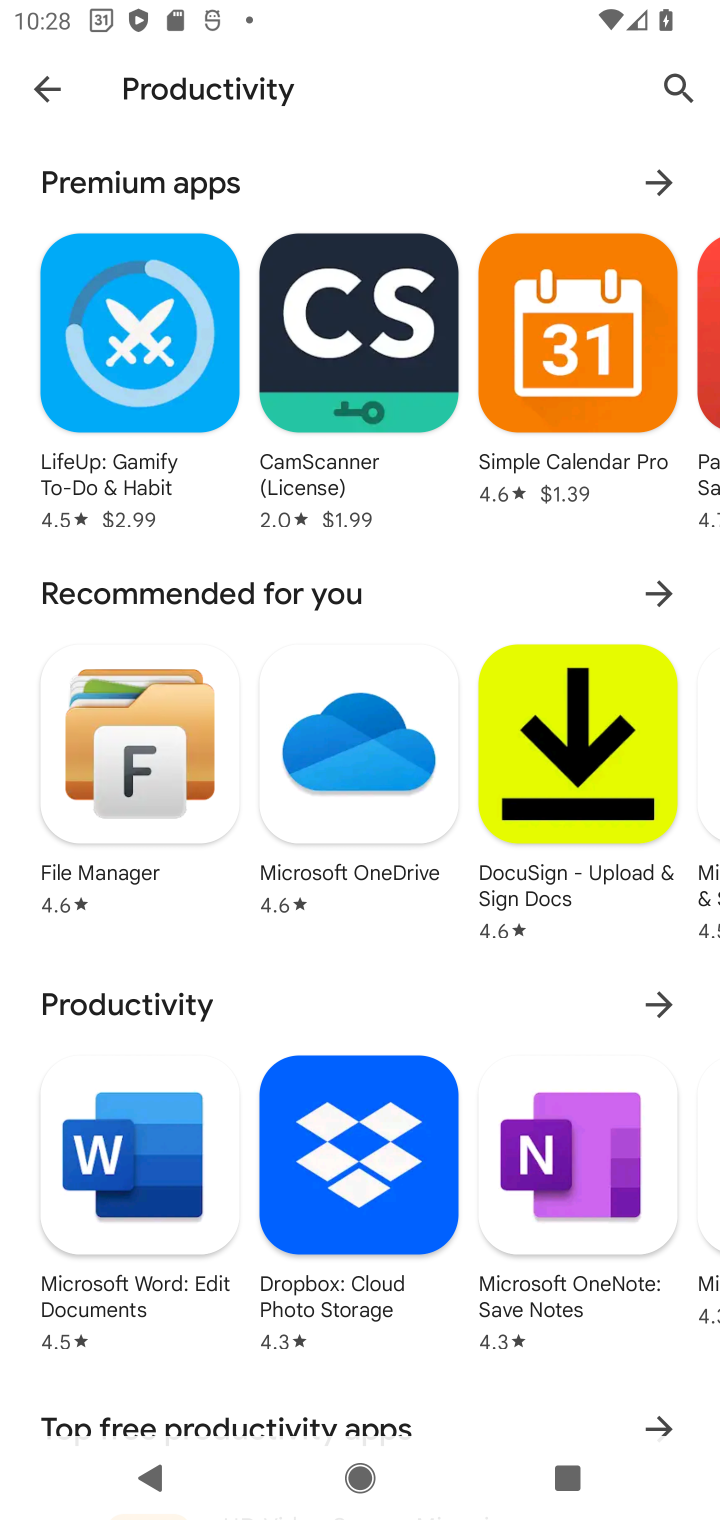 10:28
Productivity
Premium apps
CS
31
LifeUp: Gamify To-Do & Habit
4.5★ $2.99
CamScanner (License)
2.0★ $1.99
Simple Calendar Pro
4.6★ $1.39
Pa
Sa
4.7
Recommended for you
F
File Manager
4.6★
Microsoft OneDrive
4.6★
DocuSign - Upload & Sign Docs
4.6★
Mi
& S
4.5
Productivity
W
N
Microsoft Word: Edit Documents
4.5★
Dropbox: Cloud Photo Storage
4.3★
Microsoft OneNote: Save Notes
4.3★
Mi
4.3
Top free productivity apps